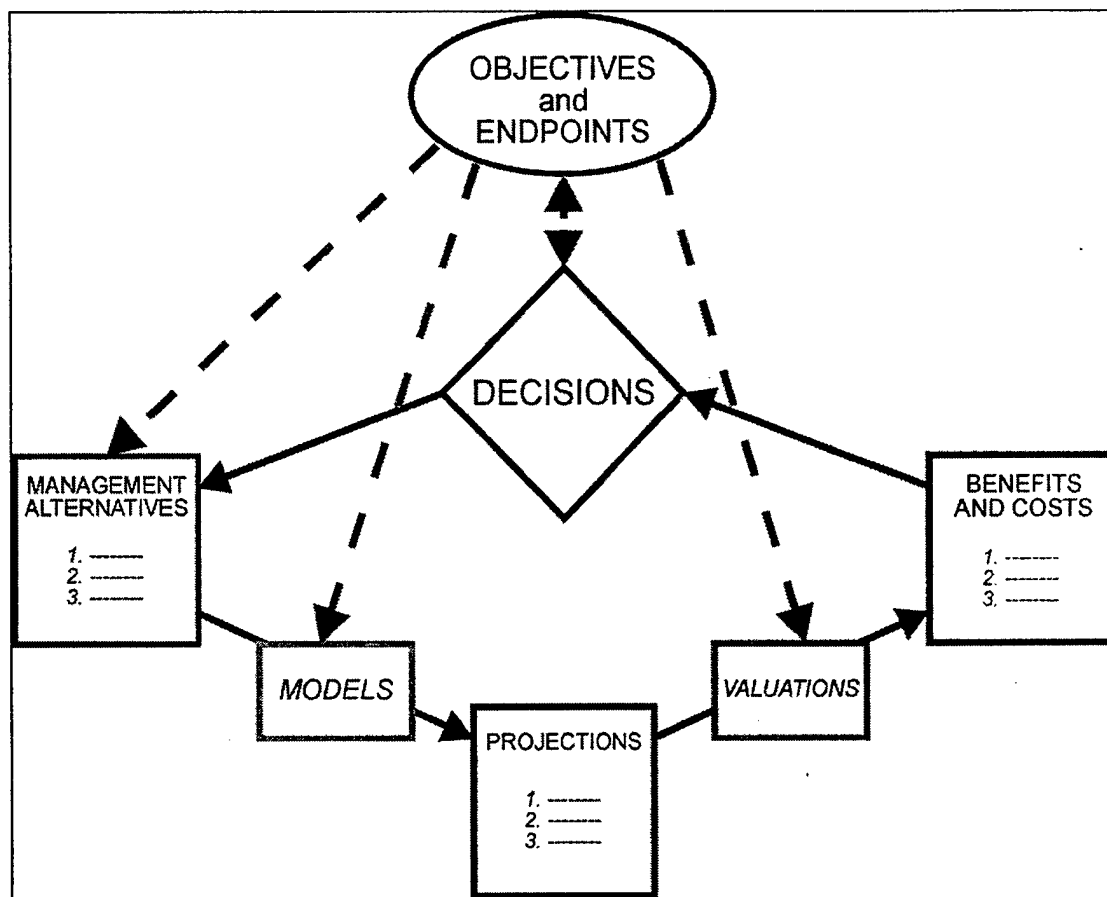 OBJECTIVES
and
ENDPOINTS
DECISIONS
MANAGEMENT
ALTERNATIVES
1. ------
2. ------
3. ------
BENEFITS
AND COSTS
1. ------
2. ------
3. ------
MODELS
VALUATIONS
PROJECTIONS
1. ------
2. ------
3. ------